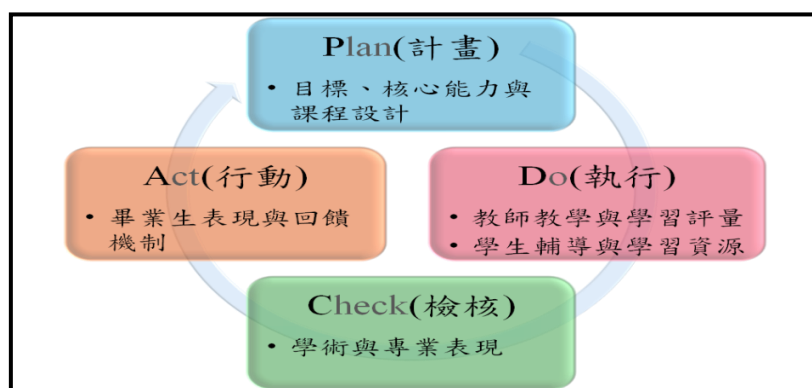 Plan(計畫)
• 目標、核心能力與
課程設計
Act(行動)
• 畢業生表現與回饋
機制
Do(執行)
• 教師教學與學習評量
• 學生輔導與學習資源
Check(檢核)
• 學術與專業表現